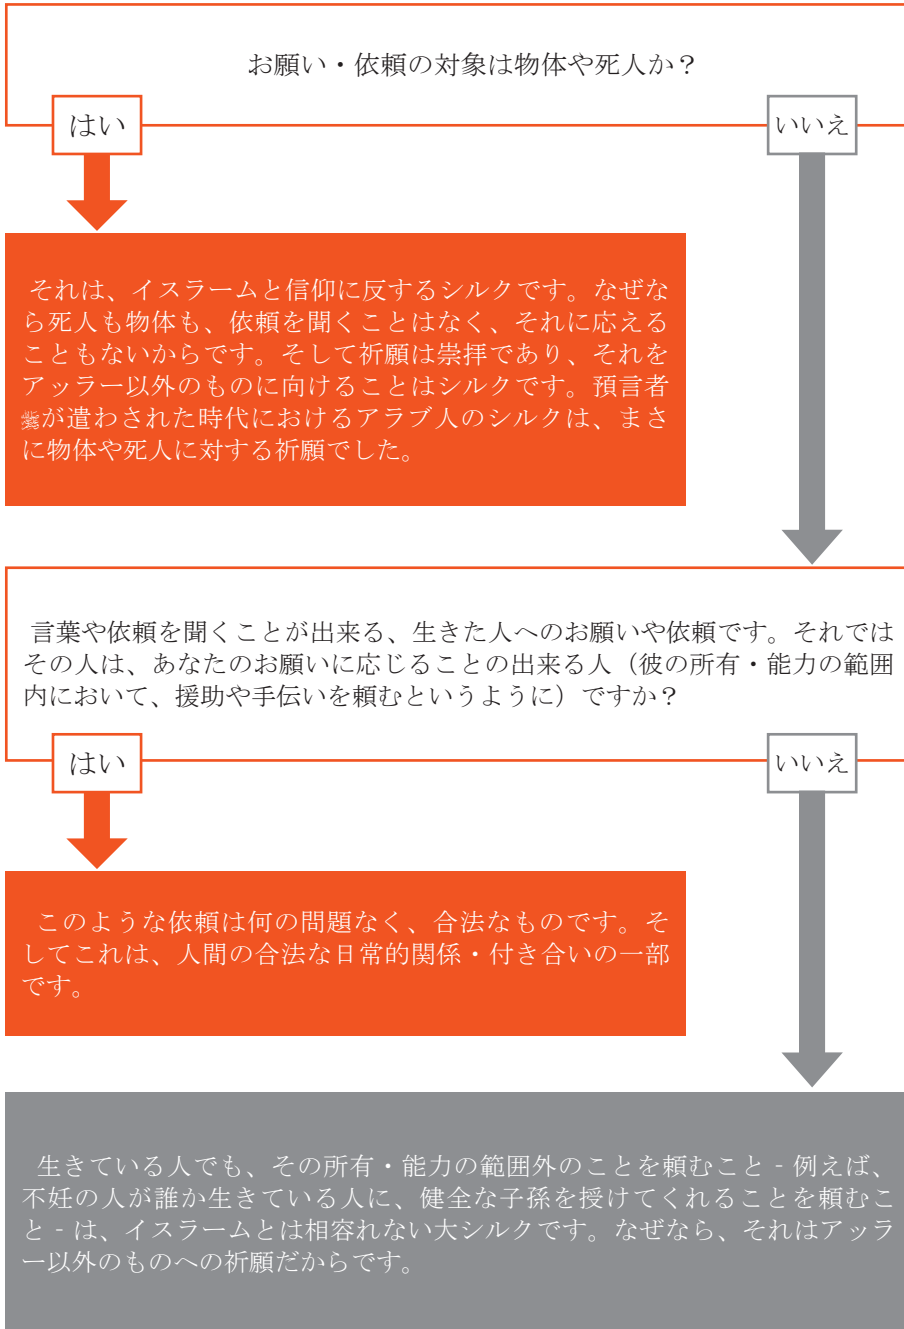 お願い・依頼の対象は物体や死人か？
はい
いいえ
それは、イスラームと信仰に反するシルクです。なぜな
ら死人も物体も、依頼を聞くことはなく、それに応える
こともないからです。そして祈願は崇拝であり、それを
アッラー以外のものに向けることはシルクです。預言者
ﷺが遣わされた時代におけるアラブ人のシルクは、まさ
に物体や死人に対する祈願でした。
言葉や依頼を聞くことが出来る、生きた人へのお願いや依頼です。それでは
その人は、あなたのお願いに応じることの出来る人（彼の所有・能力の範囲
内において、援助や手伝いを頼むというように）ですか？
はい
いいえ
このような依頼は何の問題なく、合法なものです。そ
してこれは、人間の合法な日常的関係・付き合いの一部
です。
生きている人でも、その所有・能力の範囲外のことを頼むこと - 例えば、
不妊の人が誰か生きている人に、健全な子孫を授けてくれることを頼むこ
と - は、イスラームとは相容れない大シルクです。なぜなら、それはアッラ
ー以外のものへの祈願だからです。